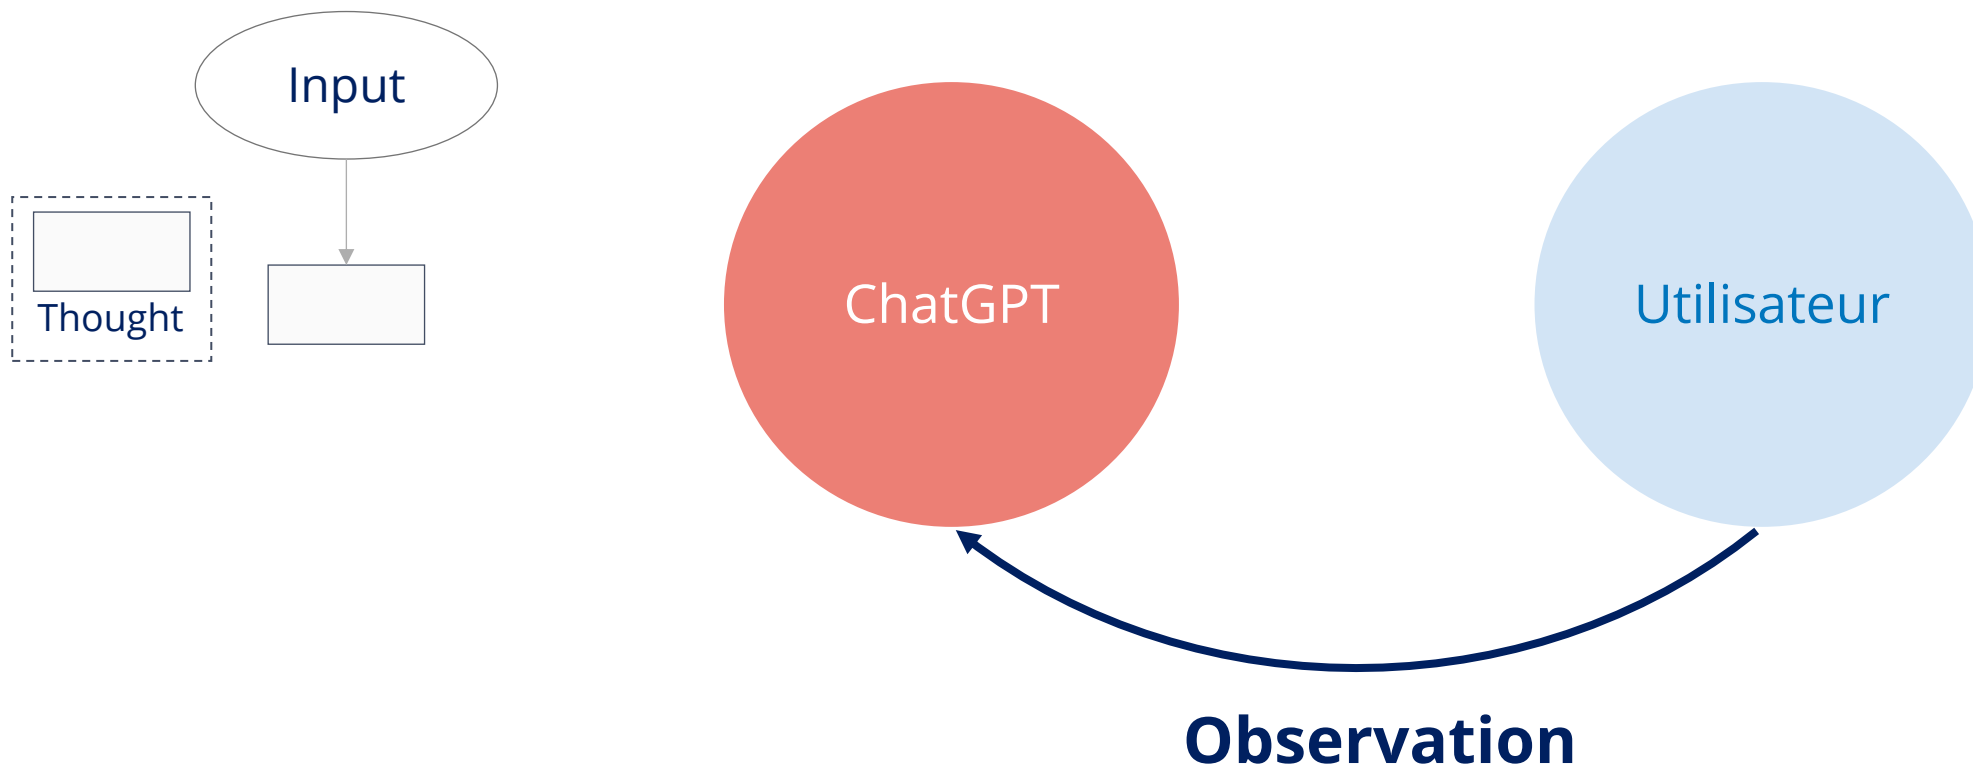 Input
Thought
ChatGPT
Utilisateur
Observation